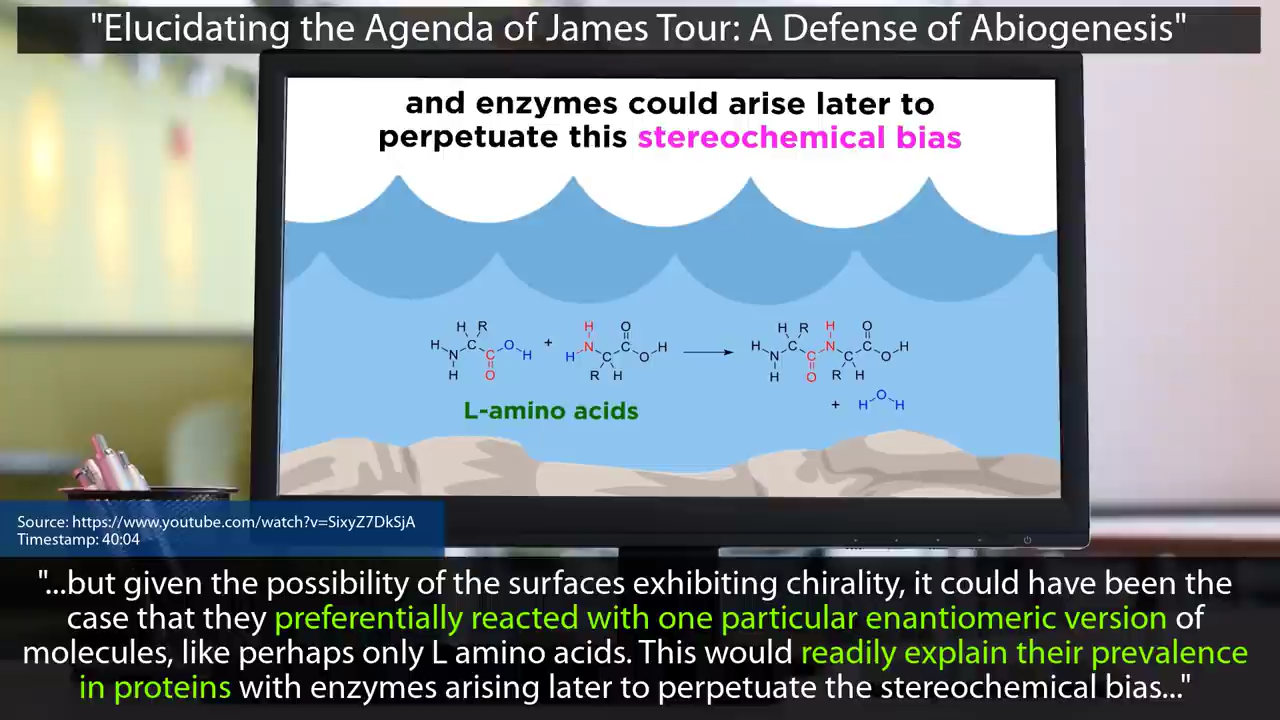 "Elucidating the Agenda of James Tour: A Defense of Abiogenesis"
and enzymes could arise later to
perpetuate this stereochemical bias
H R H O H R H O
H N C C O H + H N C C O H → H N C C N C C O H
H O R H H O R H
L-amino acids
+ H O H
Source: https://www.youtube.com/watch?v=SixyZ7DkSjA
Timestamp: 40:04
"...but given the possibility of the surfaces exhibiting chirality, it could have been the
case that they preferentially reacted with one particular enantiomeric version of
molecules, like perhaps only L amino acids. This would readily explain their prevalence
in proteins with enzymes arising later to perpetuate the stereochemical bias..."